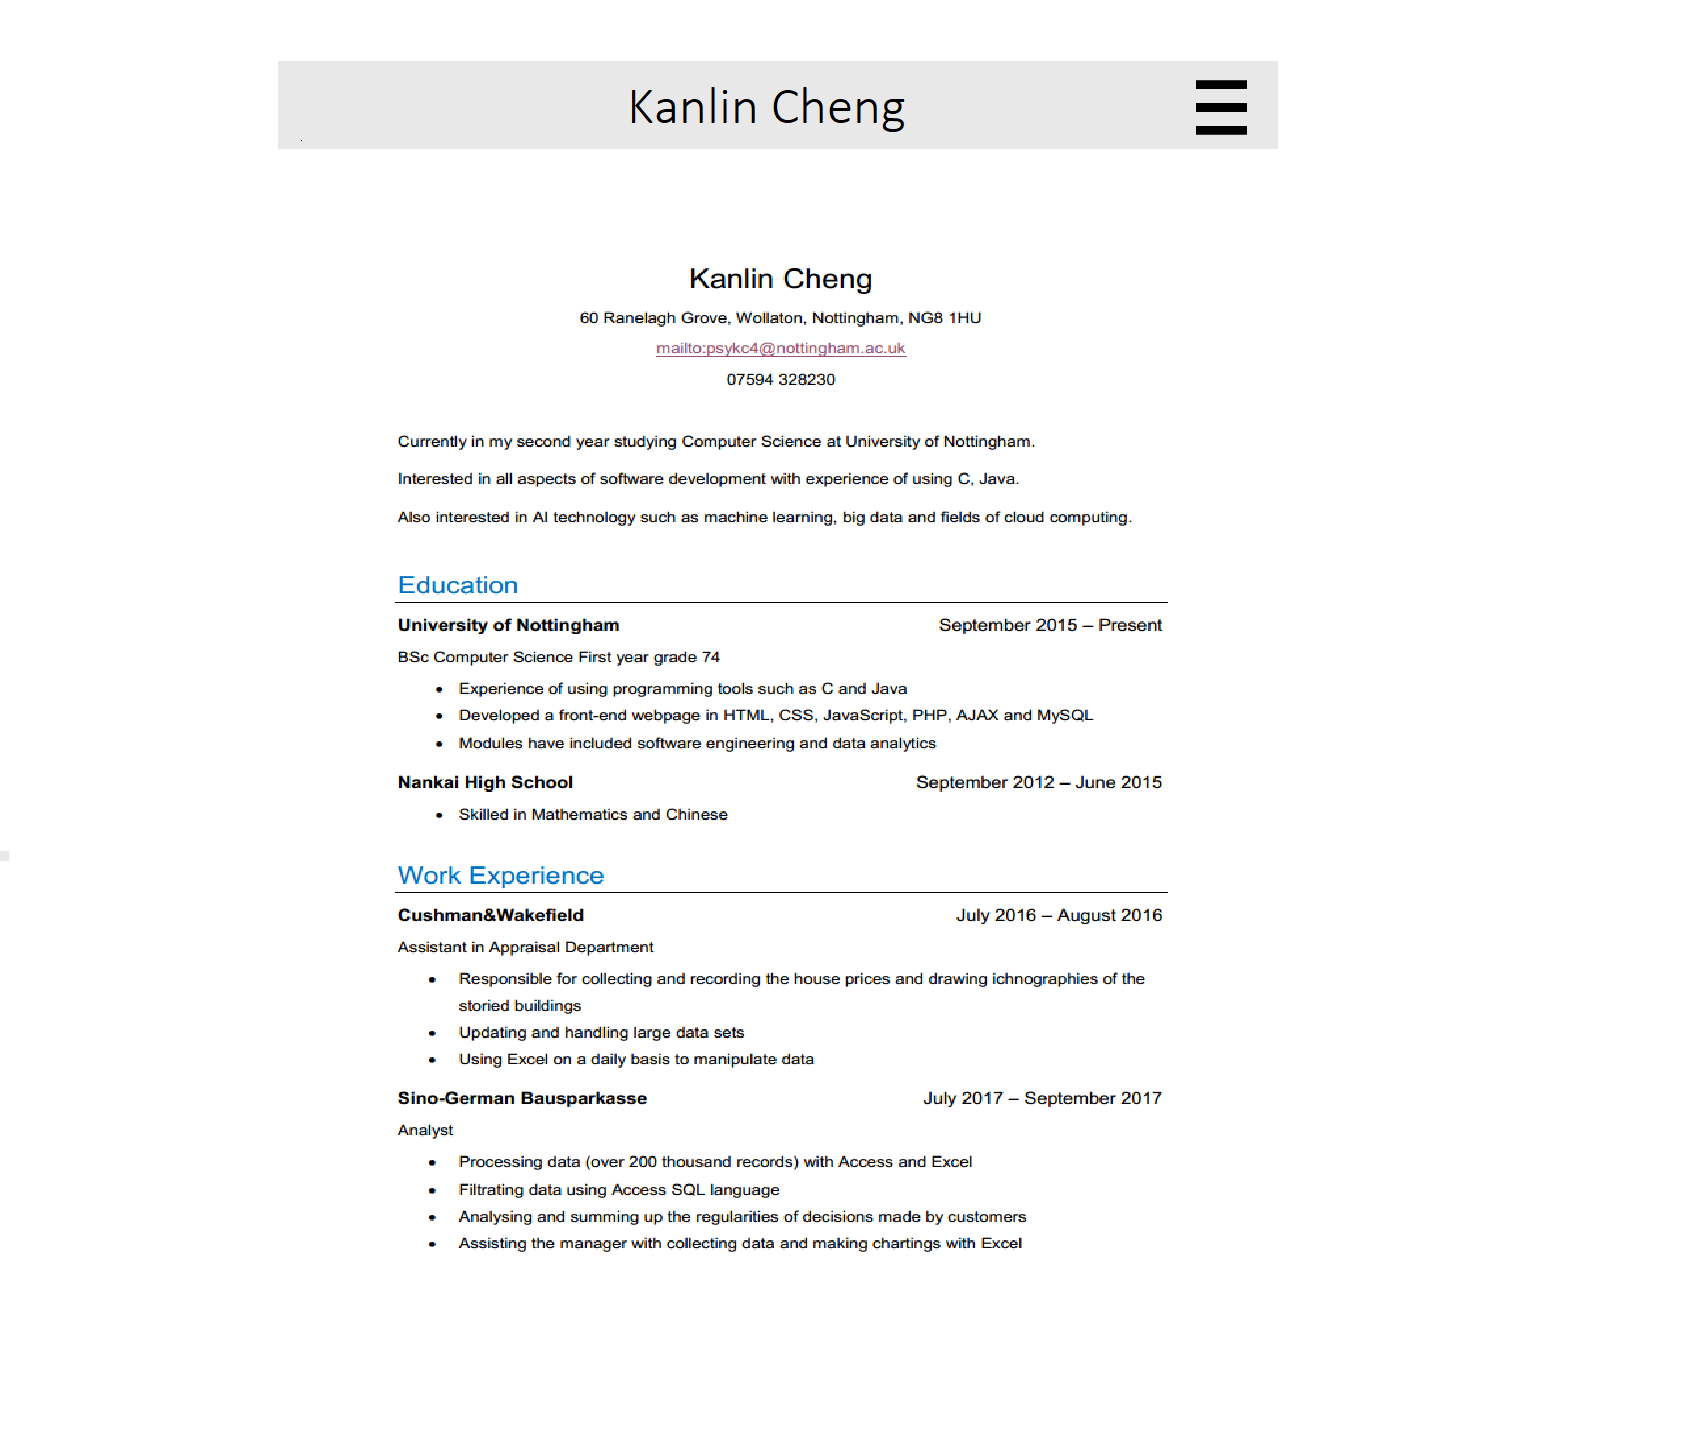 Kanlin Cheng
Kanlin Cheng
60 Ranelagh Grove, Wollaton, Nottingham, NG8 1HU
mailto:psykc4@nottingham.ac.uk
07594 328230
Currently in my second year studying Computer Science at University of Nottingham.
Interested in all aspects of software development with experience of using C, Java.
Also interested in AI technology such as machine learning, big data and fields of cloud computing.
Education
University of Nottingham September 2015 – Present
BSc Computer Science First year grade 74
• Experience of using programming tools such as C and Java
• Developed a front-end webpage in HTML, CSS, JavaScript, PHP, AJAX and MySQL
• Modules have included software engineering and data analytics
Nankai High School September 2012 – June 2015
• Skilled in Mathematics and Chinese
Work Experience
Cushman&Wakefield July 2016 – August 2016
Assistant in Appraisal Department
• Responsible for collecting and recording the house prices and drawing ichnographies of the
storied buildings
• Updating and handling large data sets
• Using Excel on a daily basis to manipulate data
Sino-German Bausparkasse July 2017 – September 2017
Analyst
• Processing data (over 200 thousand records) with Access and Excel
• Filtrating data using Access SQL language
• Analysing and summing up the regularities of decisions made by customers
• Assisting the manager with collecting data and making chartings with Excel